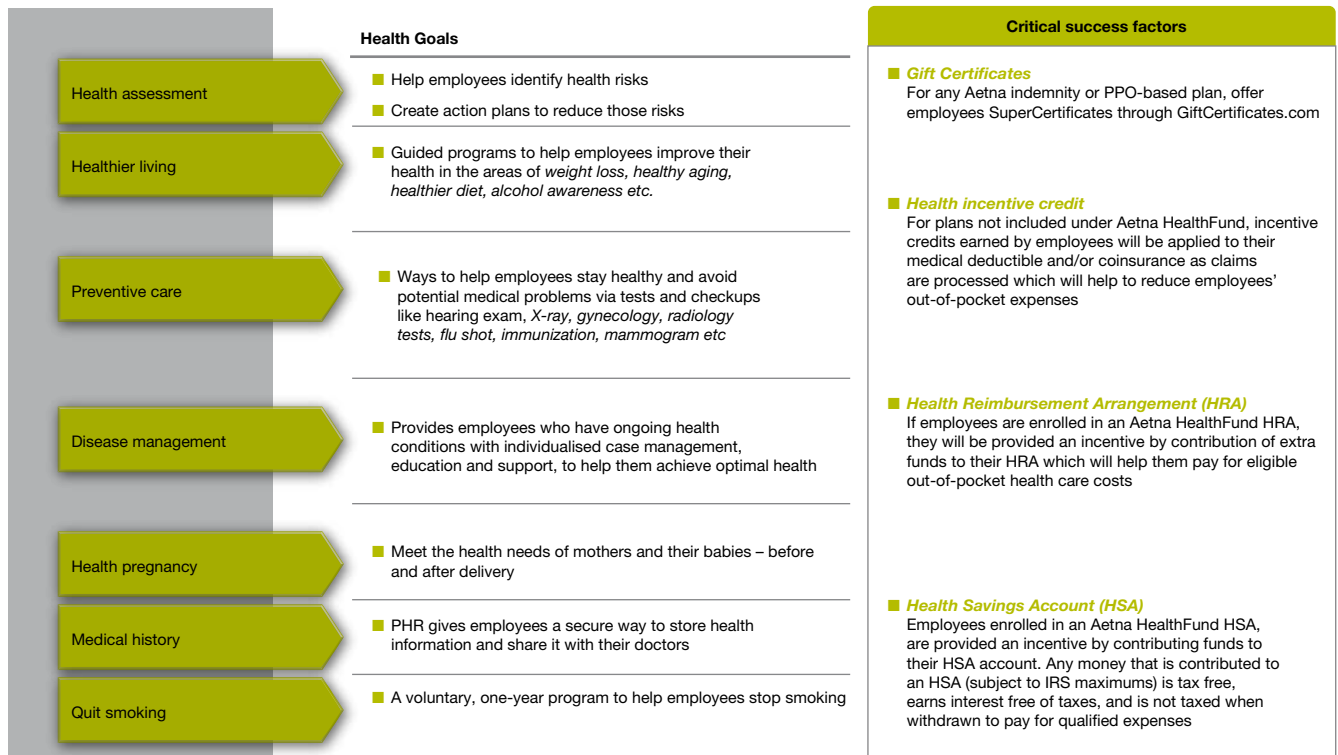 Health Goals
Health assessment
■ Help employees identify health risks
■ Create action plans to reduce those risks
Healthier living
■ Guided programs to help employees improve their
health in the areas of weight loss, healthy aging,
healthier diet, alcohol awareness etc.
Preventive care
■ Ways to help employees stay healthy and avoid
potential medical problems via tests and checkups
like hearing exam, X-ray, gynecology, radiology
tests, flu shot, immunization, mammogram etc
Disease management
■ Provides employees who have ongoing health
conditions with individualised case management,
education and support, to help them achieve optimal health
Health pregnancy
■ Meet the health needs of mothers and their babies – before
and after delivery
Medical history
■ PHR gives employees a secure way to store health
information and share it with their doctors
Quit smoking
■ A voluntary, one-year program to help employees stop smoking
Critical success factors
■ Gift Certificates
For any Aetna indemnity or PPO-based plan, offer
employees SuperCertificates through GiftCertificates.com
■ Health incentive credit
For plans not included under Aetna HealthFund, incentive
credits earned by employees will be applied to their
medical deductible and/or coinsurance as claims
are processed which will help to reduce employees’
out-of-pocket expenses
■ Health Reimbursement Arrangement (HRA)
If employees are enrolled in an Aetna HealthFund HRA,
they will be provided an incentive by contribution of extra
funds to their HRA which will help them pay for eligible
out-of-pocket health care costs
■ Health Savings Account (HSA)
Employees enrolled in an Aetna HealthFund HSA,
are provided an incentive by contributing funds to
their HSA account. Any money that is contributed to
an HSA (subject to IRS maximums) is tax free,
earns interest free of taxes, and is not taxed when
withdrawn to pay for qualified expenses